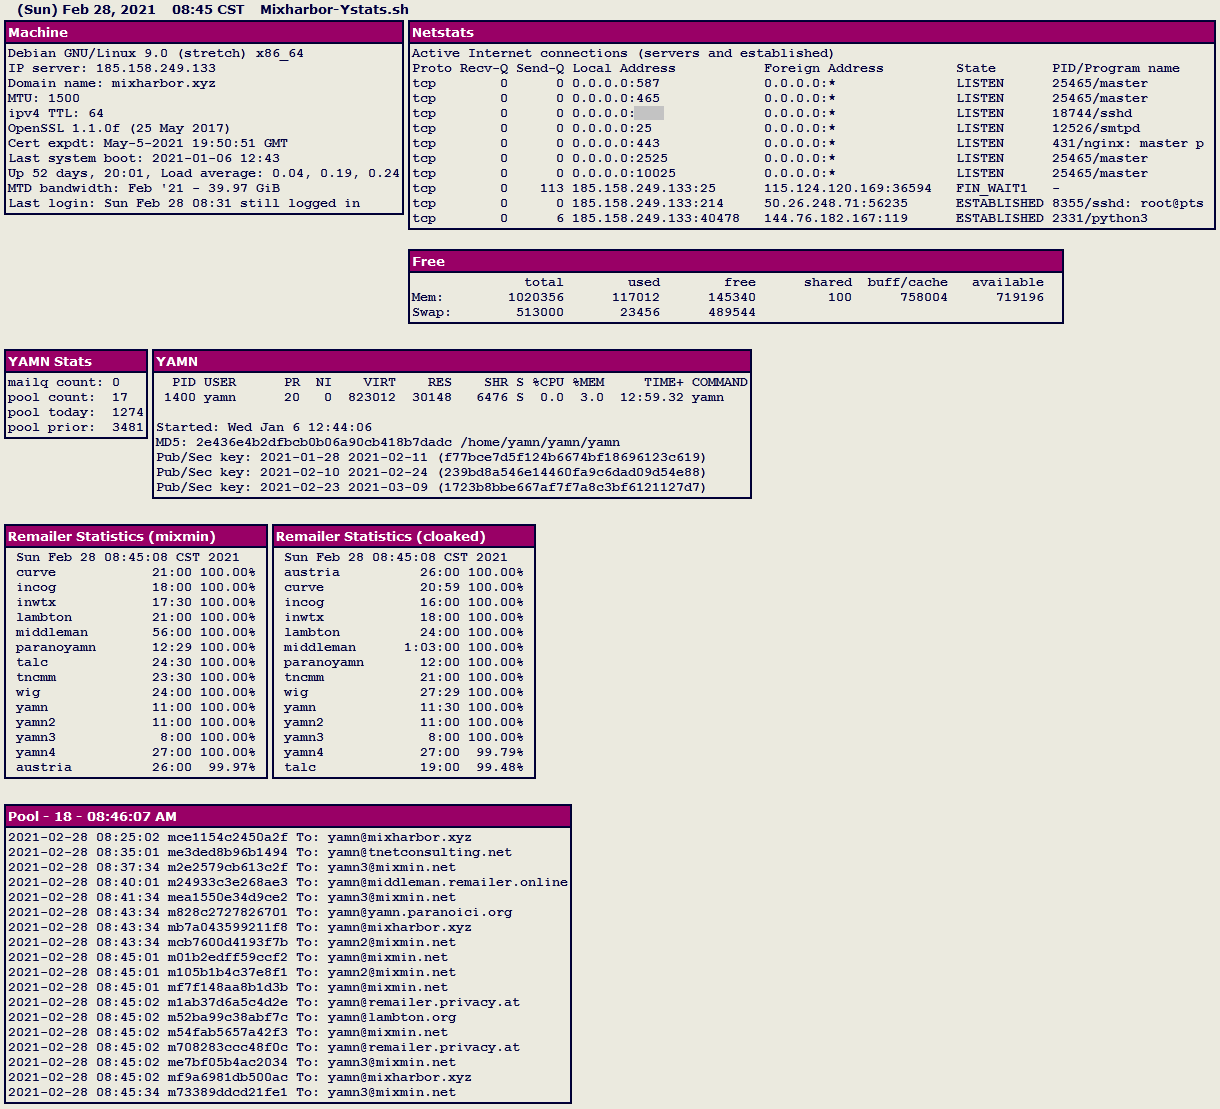 (Sun) Feb 28, 2021 08:45 CST Mixharbor-Ystats.sh
Machine
Debian GNU/Linux 9.0 (stretch) x86_64
IP server: 185.158.249.133
Domain name: mixharbor.xyz
MTU: 1500
ipv4 TTL: 64
OpenSSL 1.1.0f (25 May 2017)
Cert expdt: May-5-2021 19:50:51 GMT
Last system boot: 2021-01-06 12:43
Up 52 days, 20:01, Load average: 0.04, 0.19, 0.24
MTD bandwidth: Feb '21 - 39.97 GiB
Last login: Sun Feb 28 08:31 still logged in
Netstats
Active Internet connections (servers and established)
Proto Recv-Q Send-Q Local Address Foreign Address State PID/Program name
tcp 0 0 0.0.0.0:587 0.0.0.0:* LISTEN 25465/master
tcp 0 0 0.0.0.0:465 0.0.0.0:* LISTEN 25465/master
tcp 0 0 0.0.0.0: 0.0.0.0:* LISTEN 18744/sshd
tcp 0 0 0.0.0.0:25 0.0.0.0:* LISTEN 12526/smtpd
tcp 0 0 0.0.0.0:443 0.0.0.0:* LISTEN 431/nginx: master p
tcp 0 0 0.0.0.0:2525 0.0.0.0:* LISTEN 25465/master
tcp 0 0 0.0.0.0:10025 0.0.0.0:* LISTEN 25465/master
tcp 0 113 185.158.249.133:25 115.124.120.169:36594 FIN_WAIT1 -
tcp 0 0 185.158.249.133:214 50.26.248.71:56235 ESTABLISHED 8355/sshd: root@pts
tcp 0 6 185.158.249.133:40478 144.76.182.167:119 ESTABLISHED 2331/python3
Free
total used free shared buff/cache available
Mem: 1020356 117012 145340 100 758004 719196
Swap: 513000 23456 489544
YAMN Stats
mailq count: 0
pool count: 17
pool today: 1274
pool prior: 3481
YAMN
PID USER PR NI VIRT RES SHR S %CPU %MEM TIME+ COMMAND
1400 yamn 20 0 823012 30148 6476 S 0.0 3.0 12:59.32 yamn
Started: Wed Jan 6 12:44:06
MD5: 2e436e4b2dfbcb0b06a90cb418b7dadc /home/yamn/yamn/yamn
Pub/Sec key: 2021-01-28 2021-02-11 (f77bce7d5f124b6674bf18696123c619)
Pub/Sec key: 2021-02-10 2021-02-24 (239bd8a546e14460fa9c6dad09d54e88)
Pub/Sec key: 2021-02-23 2021-03-09 (1723b8bbe667af7f7a8c3bf6121127d7)
Remailer Statistics (mixmin)
Sun Feb 28 08:45:08 CST 2021
curve 21:00 100.00%
incog 18:00 100.00%
inwtx 17:30 100.00%
lambton 21:00 100.00%
middleman 56:00 100.00%
paranoyamn 12:29 100.00%
talc 24:30 100.00%
tncmm 23:30 100.00%
wig 24:00 100.00%
yamn 11:00 100.00%
yamn2 11:00 100.00%
yamn3 8:00 100.00%
yamn4 27:00 100.00%
austria 26:00 99.97%
Remailer Statistics (cloaked)
Sun Feb 28 08:45:08 CST 2021
austria 26:00 100.00%
curve 20:59 100.00%
incog 16:00 100.00%
inwtx 18:00 100.00%
lambton 24:00 100.00%
middleman 1:03:00 100.00%
paranoyamn 12:00 100.00%
tncmm 21:00 100.00%
wig 27:29 100.00%
yamn 11:30 100.00%
yamn2 11:00 100.00%
yamn3 8:00 100.00%
yamn4 27:00 99.79%
talc 19:00 99.48%
Pool - 18 - 08:46:07 AM
2021-02-28 08:25:02 mce1154c2450a2f To: yamn@mixharbor.xyz
2021-02-28 08:35:01 me3ded8b96b1494 To: yamn@tnetconsulting.net
2021-02-28 08:37:34 m2e2579cb613c2f To: yamn3@mixmin.net
2021-02-28 08:40:01 m24933c3e268ae3 To: yamn@middleman.remailer.online
2021-02-28 08:41:34 mea1550e34d9ce2 To: yamn3@mixmin.net
2021-02-28 08:43:34 m828c2727826701 To: yamn@yamn.paranoici.org
2021-02-28 08:43:34 mb7a043599211f8 To: yamn@mixharbor.xyz
2021-02-28 08:43:34 mcb7600d4193f7b To: yamn2@mixmin.net
2021-02-28 08:45:01 m01b2edff59ccf2 To: yamn@mixmin.net
2021-02-28 08:45:01 m105b1b4c37e8f1 To: yamn2@mixmin.net
2021-02-28 08:45:01 mf7f148aa8b1d3b To: yamn@mixmin.net
2021-02-28 08:45:02 m1ab37d6a5c4d2e To: yamn@remailer.privacy.at
2021-02-28 08:45:02 m52ba99c38abf7c To: yamn@lambton.org
2021-02-28 08:45:02 m54fab5657a42f3 To: yamn@mixmin.net
2021-02-28 08:45:02 m708283ccc48f0c To: yamn@remailer.privacy.at
2021-02-28 08:45:02 me7bf05b4ac2034 To: yamn3@mixmin.net
2021-02-28 08:45:02 mf9a6981db500ac To: yamn@mixharbor.xyz
2021-02-28 08:45:34 m73389ddcd21fe1 To: yamn3@mixmin.net